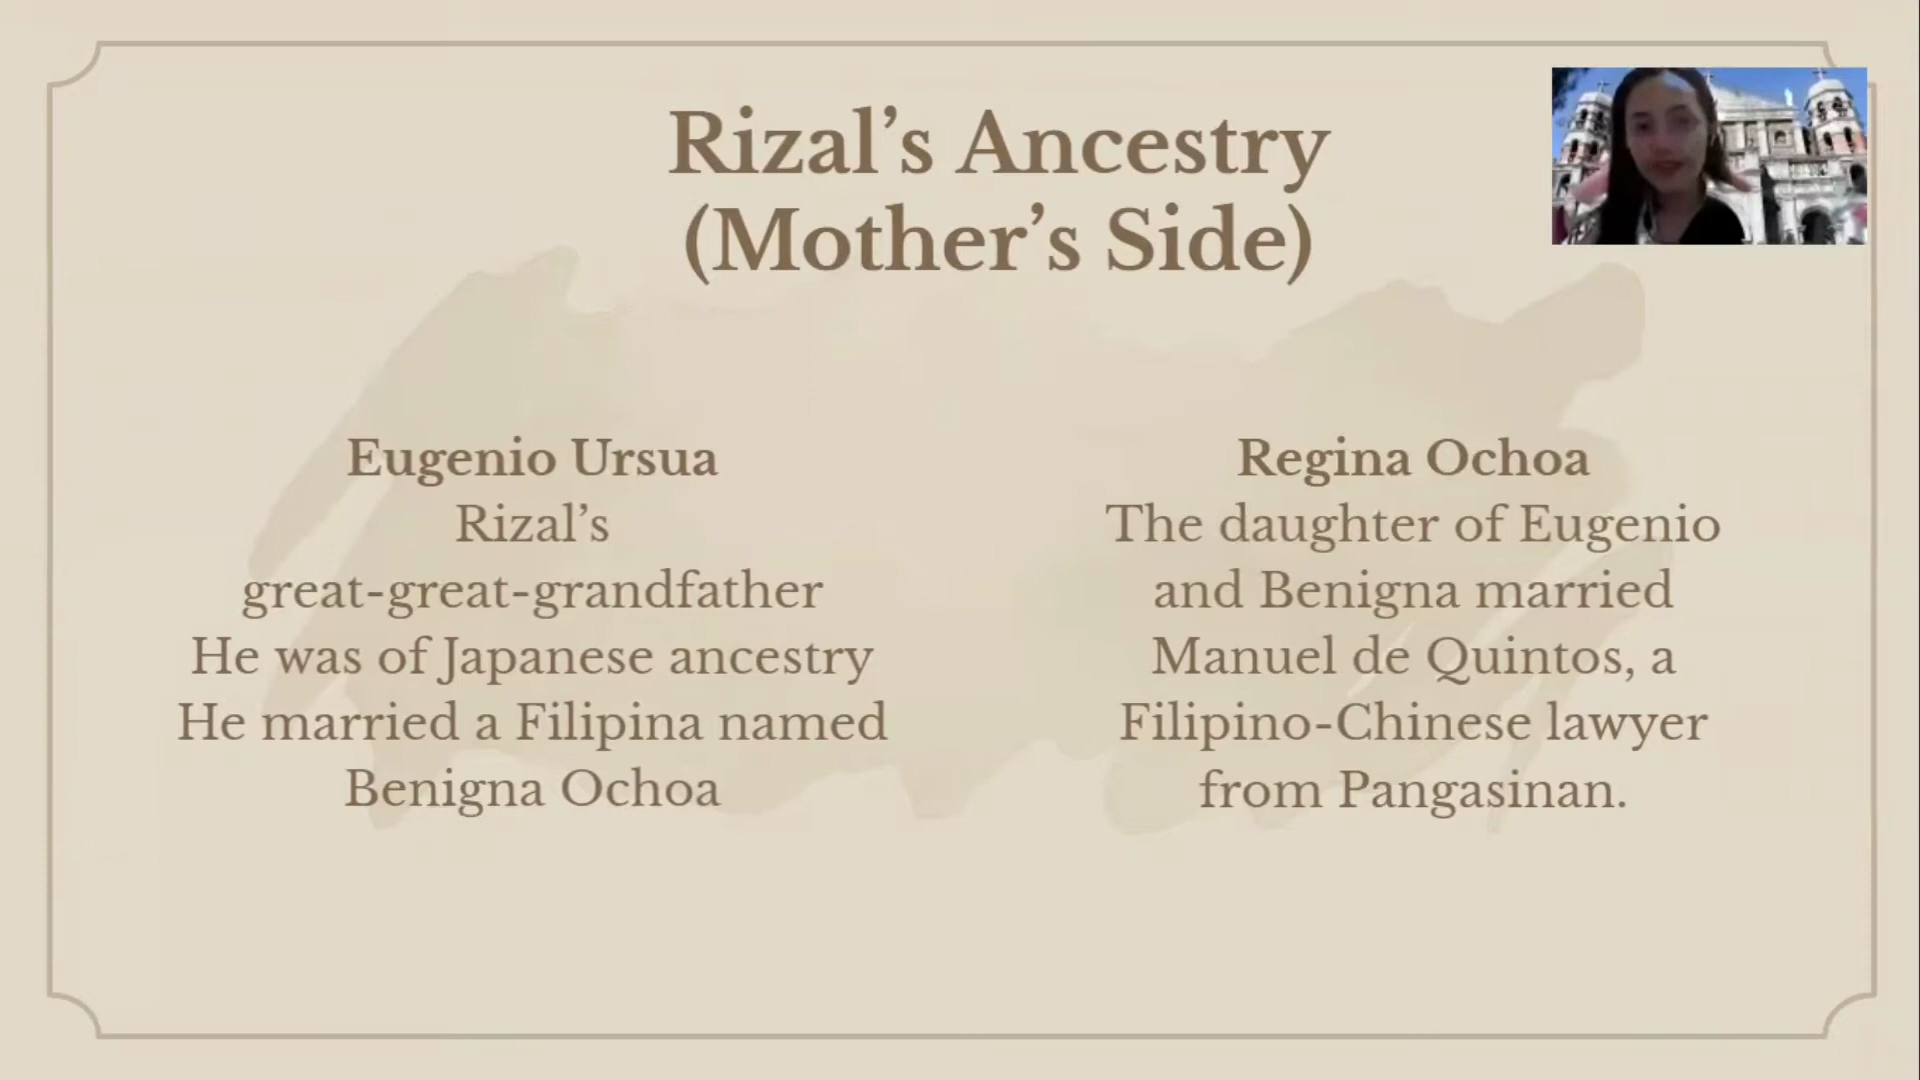 Rizal’s Ancestry
(Mother’s Side)
Eugenio Ursua
Rizal’s
great-great-grandfather
He was of Japanese ancestry
He married a Filipina named
Benigna Ochoa
Regina Ochoa
The daughter of Eugenio
and Benigna married
Manuel de Quintos, a
Filipino-Chinese lawyer
from Pangasinan.